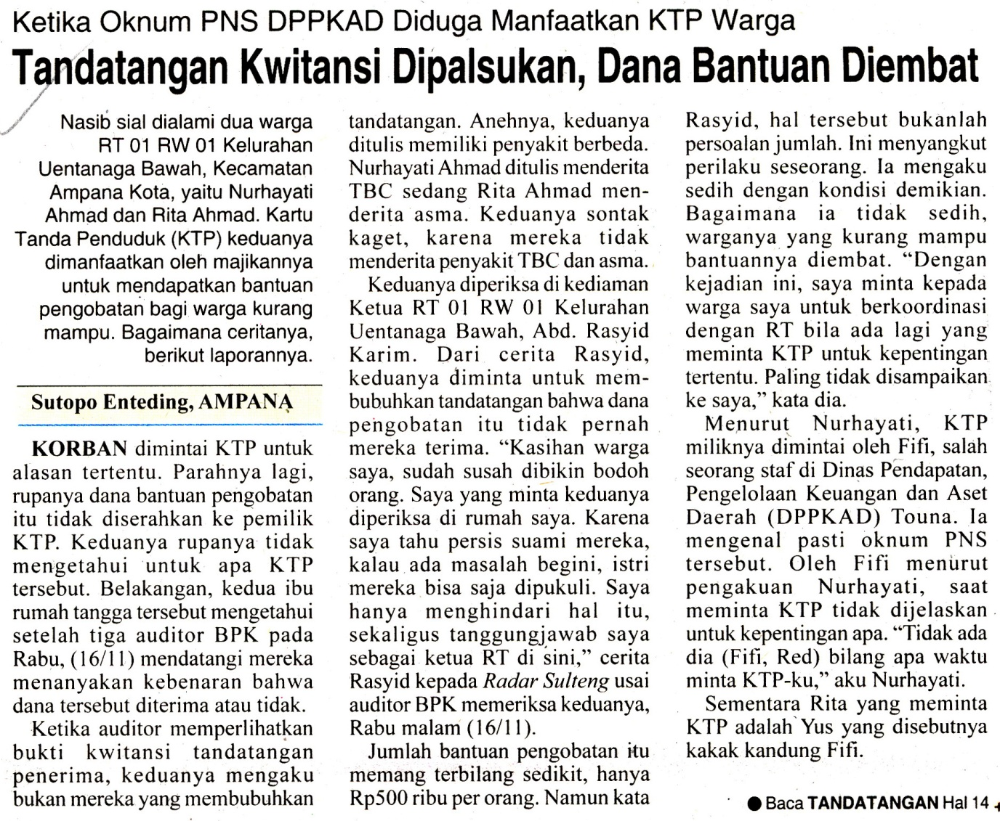 Ketika Oknum PNS DPPKAD Diduga Manfaatkan KTP Warga
Tandatangan Kwitansi Dipalsukan, Dana Bantuan Diembat
Nasib sial dialami dua warga
RT 01 RW 01 Kelurahan
Uentanaga Bawah, Kecamatan
Ampana Kota, yaitu Nurhayati
Ahmad dan Rita Ahmad. Kartu
Tanda Penduduk (KTP) keduanya
dimanfaatkan oleh majikannya
untuk mendapatkan bantuan
pengobatan bagi warga kurang
mampu. Bagaimana ceritanya,
berikut laporannya.
Sutopo Enteding, AMPANA
KORBAN dimintai KTP untuk
alasan tertentu. Parahnya lagi,
rupanya dana bantuan pengobatan
itu tidak diserahkan ke pemilik
KTP. Keduanya rupanya tidak
mengetahui untuk apa KTP
tersebut. Belakangan, kedua ibu
rumah tangga tersebut mengetahui
setelah tiga auditor BPK pada
Rabu, (16/11) mendatangi mereka
menanyakan kebenaran bahwa
dana tersebut diterima atau tidak.
Ketika auditor memperlihatkan
bukti kwitansi tandatangan
penerima, keduanya mengaku
bukan mereka yang membubuhkan
tandatangan. Anehnya, keduanya
ditulis memiliki penyakit berbeda.
Nurhayati Ahmad ditulis menderita
TBC sedang Rita Ahmad men-
derita asma. Keduanya sontak
kaget, karena mereka tidak
menderita penyakit TBC dan asma.
Keduanya diperiksa di kediaman
Ketua RT 01 RW 01 Kelurahan
Uentanaga Bawah, Abd. Rasyid
Karim. Dari cerita Rasyid,
keduanya diminta untuk mem-
bubuhkan tandatangan bahwa dana
pengobatan itu tidak pernah
mereka terima. “Kasihan warga
saya, sudah susah dibikin bodoh
orang. Saya yang minta keduanya
diperiksa di rumah saya. Karena
saya tahu persis suami mereka,
kalau ada masalah begini, istri
mereka bisa saja dipukuli. Saya
hanya menghindari hal itu,
sekaligus tanggungjawab saya
sebagai ketua RT di sini,” cerita
Rasyid kepada Radar Sulteng usai
auditor BPK memeriksa keduanya,
Rabu malam (16/11).
Jumlah bantuan pengobatan itu
memang terbilang sedikit, hanya
Rp500 ribu per orang. Namun kata
Rasyid, hal tersebut bukanlah
persoalan jumlah. Ini menyangkut
perilaku seseorang. Ia mengaku
sedih dengan kondisi demikian.
Bagaimana ia tidak sedih,
warganya yang kurang mampu
bantuannya diembat. “Dengan
kejadian ini, saya minta kepada
warga saya untuk berkoordinasi
dengan RT bila ada lagi yang
meminta KTP untuk kepentingan
tertentu. Paling tidak disampaikan
ke saya,” kata dia.
Menurut Nurhayati, KTP
miliknya dimintai oleh Fifi, salah
seorang staf di Dinas Pendapatan,
Pengelolaan Keuangan dan Aset
Daerah (DPPKAD) Touna. Ia
mengenal pasti oknum PNS
tersebut. Oleh Fifi menurut
pengakuan Nurhayati, saat
meminta KTP tidak dijelaskan
untuk kepentingan apa. “Tidak ada
dia (Fifi, Red) bilang apa waktu
minta KTP-ku,” aku Nurhayati.
Sementara Rita yang meminta
KTP adalah Yus yang disebutnya
kakak kandung Fifi.
● Baca TANDATANGAN Hal 14